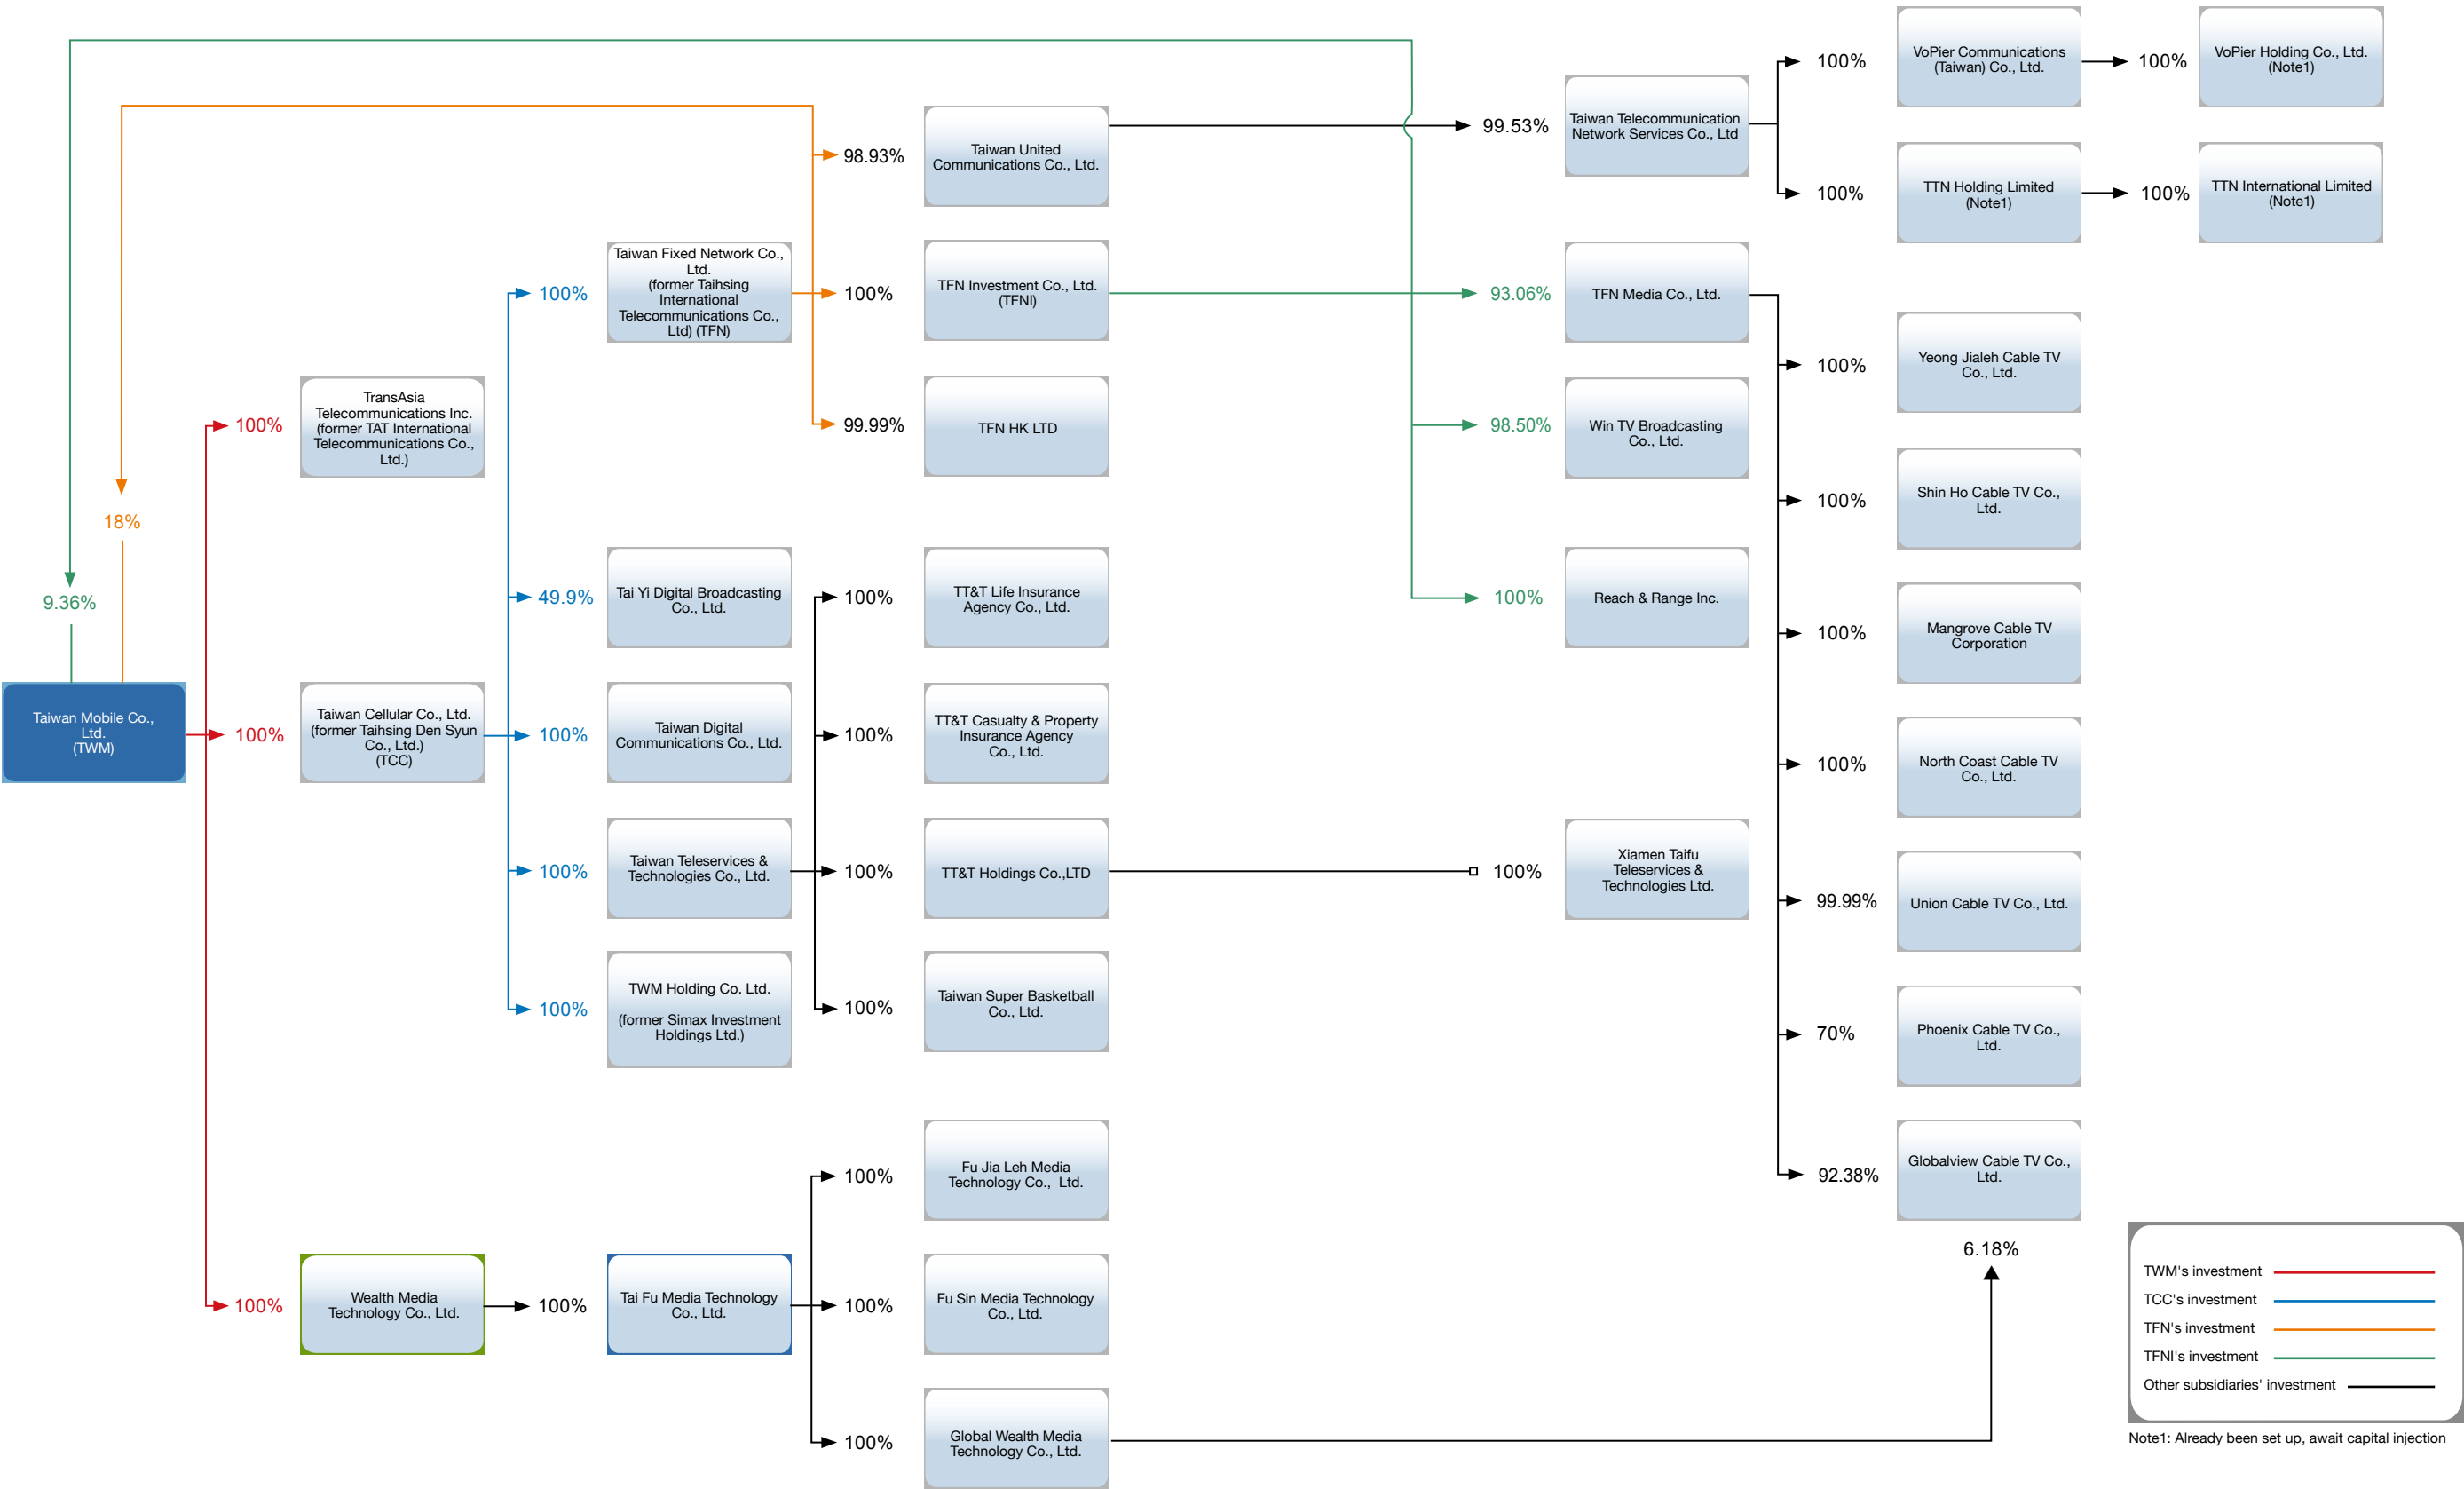 Taiwan Mobile Co.,
Ltd.
(TWM)
9.36%
18%
100%
TransAsia
Telecommunications Inc.
(former TAT International
Telecommunications Co.,
Ltd.)
100%
Taiwan Cellular Co., Ltd.
(former Taihsing Den Syun
Co., Ltd.)
(TCC)
100%
Wealth Media
Technology Co., Ltd.
100%
Taiwan Fixed Network Co.,
Ltd.
(former Taihsing
International
Telecommunications Co.,
Ltd) (TFN)
49.9%
Tai Yi Digital Broadcasting
Co., Ltd.
100%
Taiwan Digital
Communications Co., Ltd.
100%
Taiwan Teleservices &
Technologies Co., Ltd.
100%
TWM Holding Co. Ltd.
(former Simax Investment
Holdings Ltd.)
100%
Tai Fu Media Technology
Co., Ltd.
98.93%
Taiwan United
Communications Co., Ltd.
100%
TFN Investment Co., Ltd.
(TFNI)
99.99%
TFN HK LTD
100%
TT&T Life Insurance
Agency Co., Ltd.
100%
TT&T Casualty & Property
Insurance Agency
Co., Ltd.
100%
TT&T Holdings Co.,LTD
100%
Taiwan Super Basketball
Co., Ltd.
100%
Fu Jia Leh Media
Technology Co.,  Ltd.
100%
Fu Sin Media Technology
Co., Ltd.
100%
Global Wealth Media
Technology Co., Ltd.
99.53%
Taiwan Telecommunication
Network Services Co., Ltd
93.06%
TFN Media Co., Ltd.
98.50%
Win TV Broadcasting
Co., Ltd.
100%
Reach & Range Inc.
100%
Xiamen Taifu
Teleservices &
Technologies Ltd.
100%
VoPier Communications
(Taiwan) Co., Ltd.
100%
VoPier Holding Co., Ltd.
(Note1)
100%
TTN Holding Limited
(Note1)
100%
TTN International Limited
(Note1)
100%
Yeong Jialeh Cable TV
Co., Ltd.
100%
Shin Ho Cable TV Co.,
Ltd.
100%
Mangrove Cable TV
Corporation
100%
North Coast Cable TV
Co., Ltd.
99.99%
Union Cable TV Co., Ltd.
70%
Phoenix Cable TV Co.,
Ltd.
92.38%
Globalview Cable TV Co.,
Ltd.
6.18%
TWM's investment
TCC's investment
TFN's investment
TFNI's investment
Other subsidiaries' investment
Note1: Already been set up, await capital injection